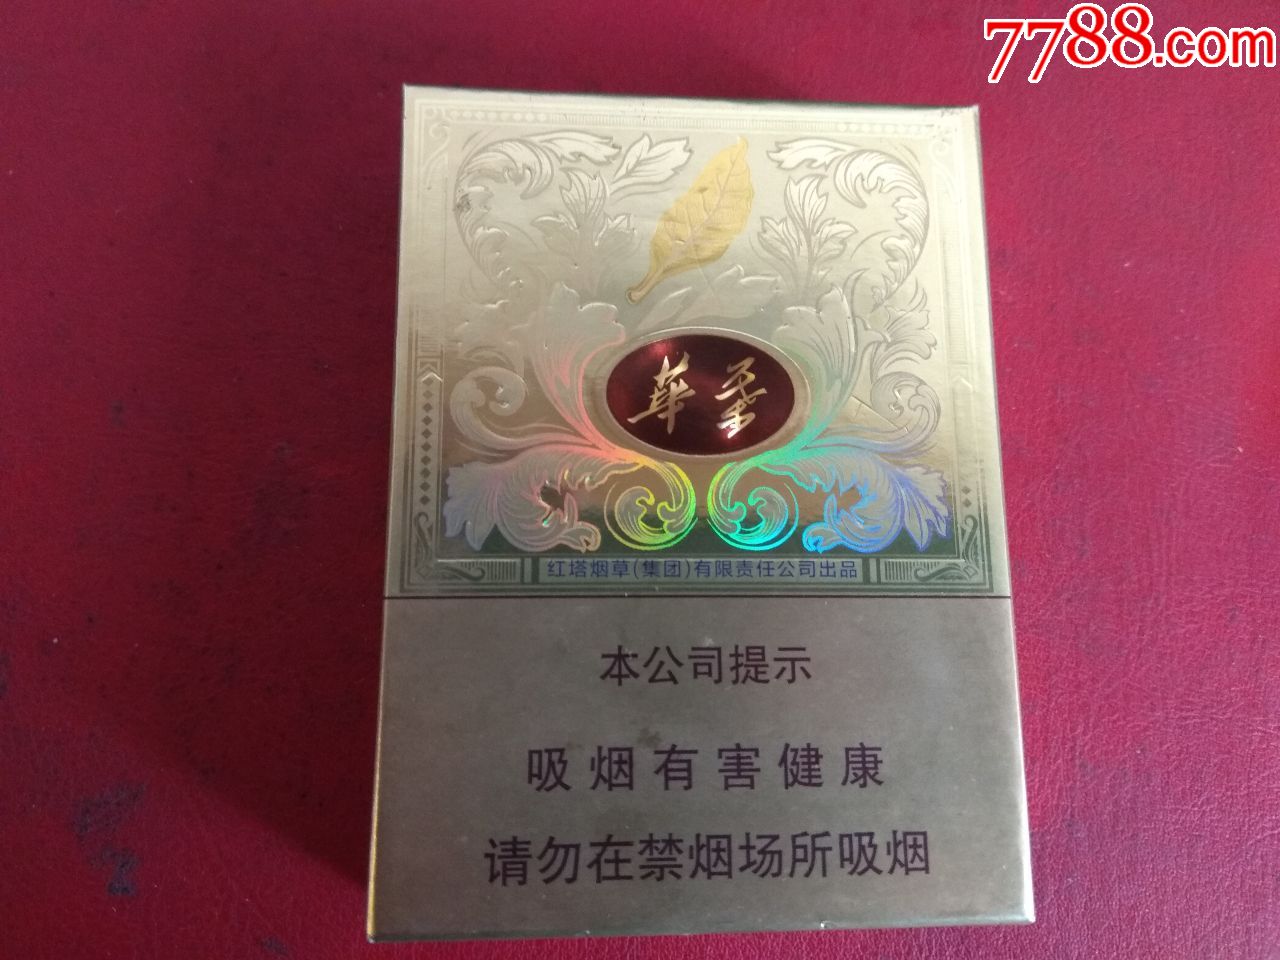 7788.com
華葉
红塔烟草(集团)有限责任公司出品
本公司提示
吸烟有害健康
请勿在禁烟场所吸烟